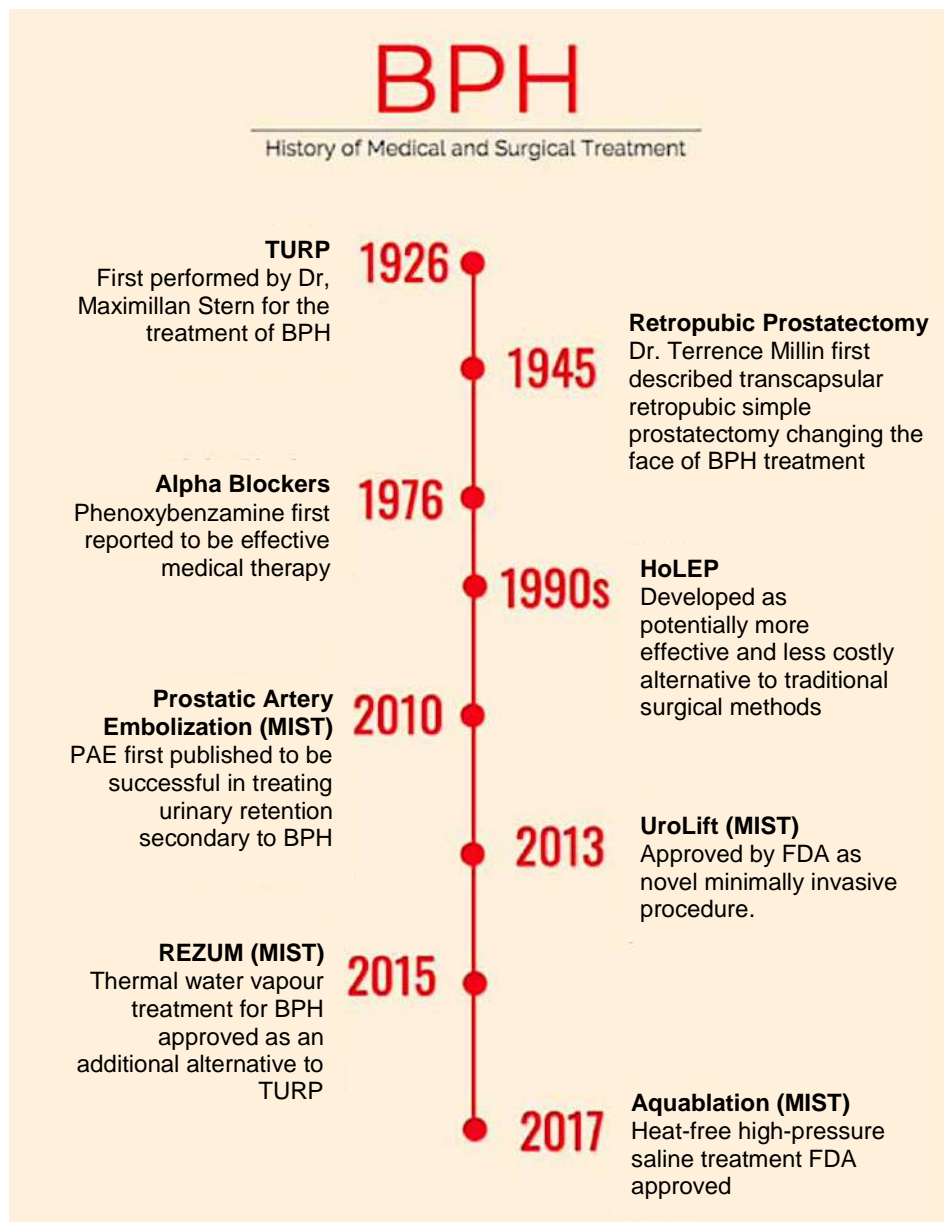 BPH
History of Medical and Surgical Treatment
TURP
First performed by Dr,
Maximillan Stern for the
treatment of BPH
1926
Retropubic Prostatectomy
Dr. Terrence Millin first
described transcapsular
retropubic simple
prostatectomy changing the
face of BPH treatment
1945
Alpha Blockers
Phenoxybenzamine first
reported to be effective
medical therapy
1976
HoLEP
Developed as
potentially more
effective and less costly
alternative to traditional
surgical methods
1990s
Prostatic Artery
Embolization (MIST)
PAE first published to be
successful in treating
urinary retention
secondary to BPH
2010
UroLift (MIST)
Approved by FDA as
novel minimally invasive
procedure.
2013
REZUM (MIST)
Thermal water vapour
treatment for BPH
approved as an
additional alternative to
TURP
2015
Aquablation (MIST)
Heat-free high-pressure
saline treatment FDA
approved
2017